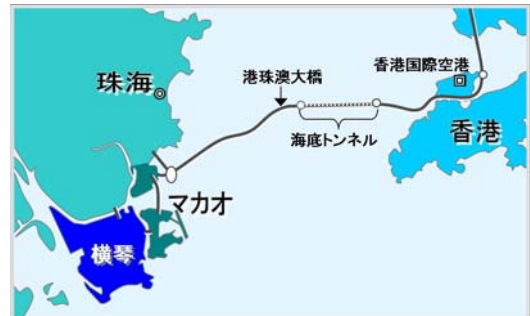 香港国際空港
港珠澳大橋
珠海
海底トンネル
香港
マカオ
横琴